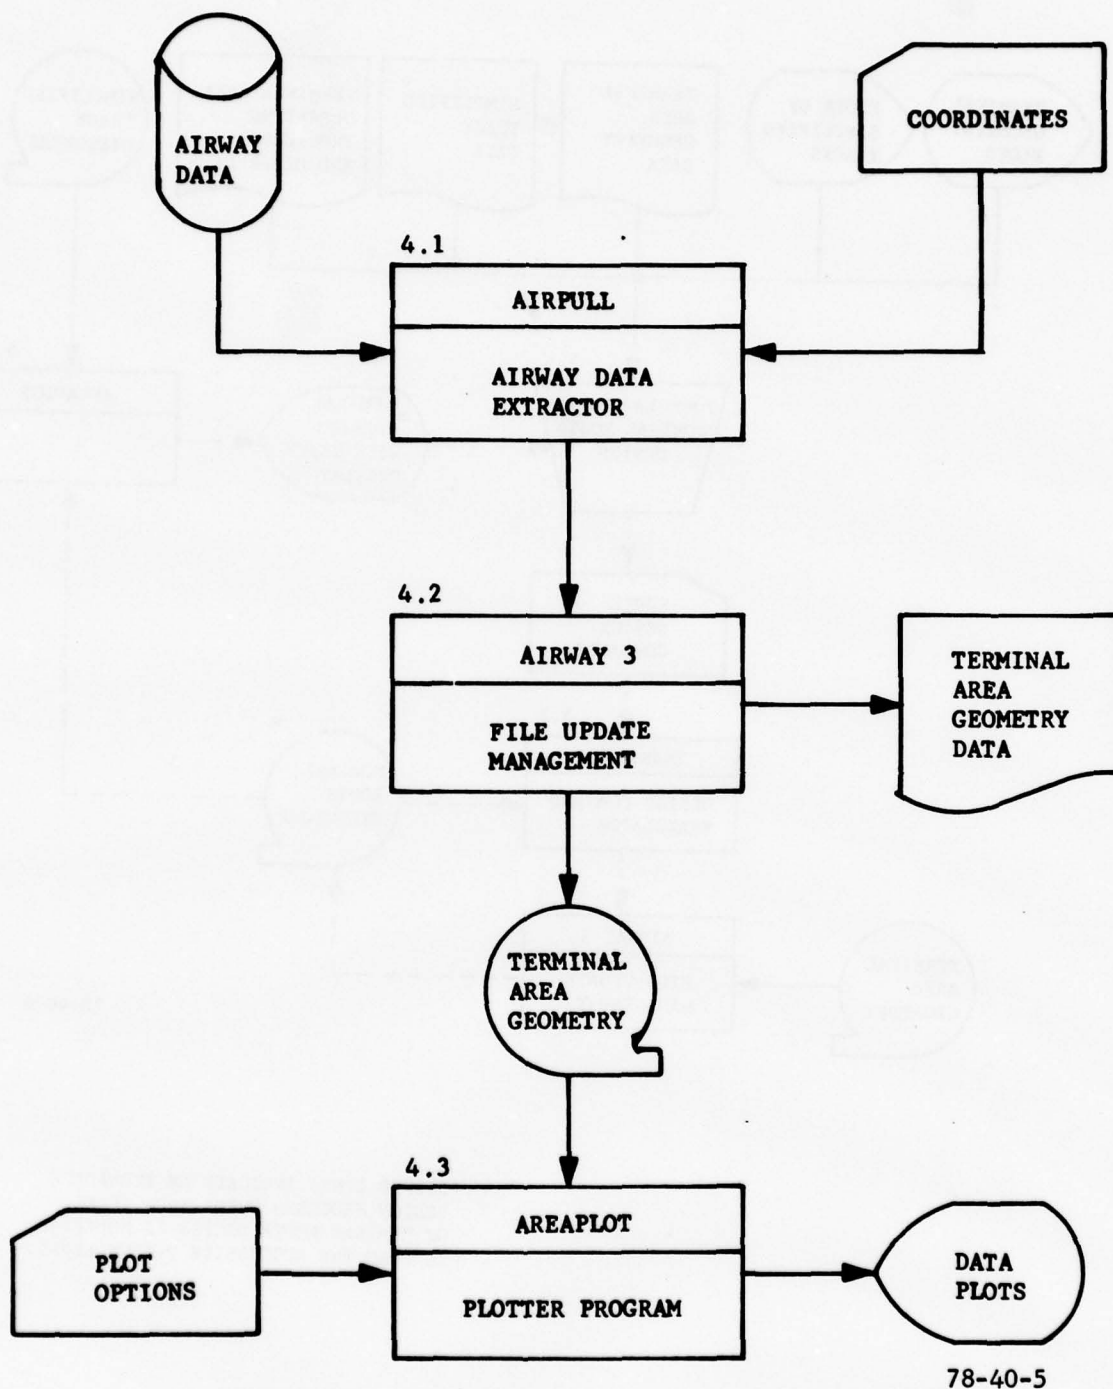 AIRWAY
DATA
COORDINATES
4.1
AIRPULL
AIRWAY DATA
EXTRACTOR
4.2
AIRWAY 3
FILE UPDATE
MANAGEMENT
TERMINAL
AREA
GEOMETRY
DATA
TERMINAL
AREA
GEOMETRY
4.3
AREAPLOT
PLOTTER PROGRAM
PLOT
OPTIONS
DATA
PLOTS
78-40-5